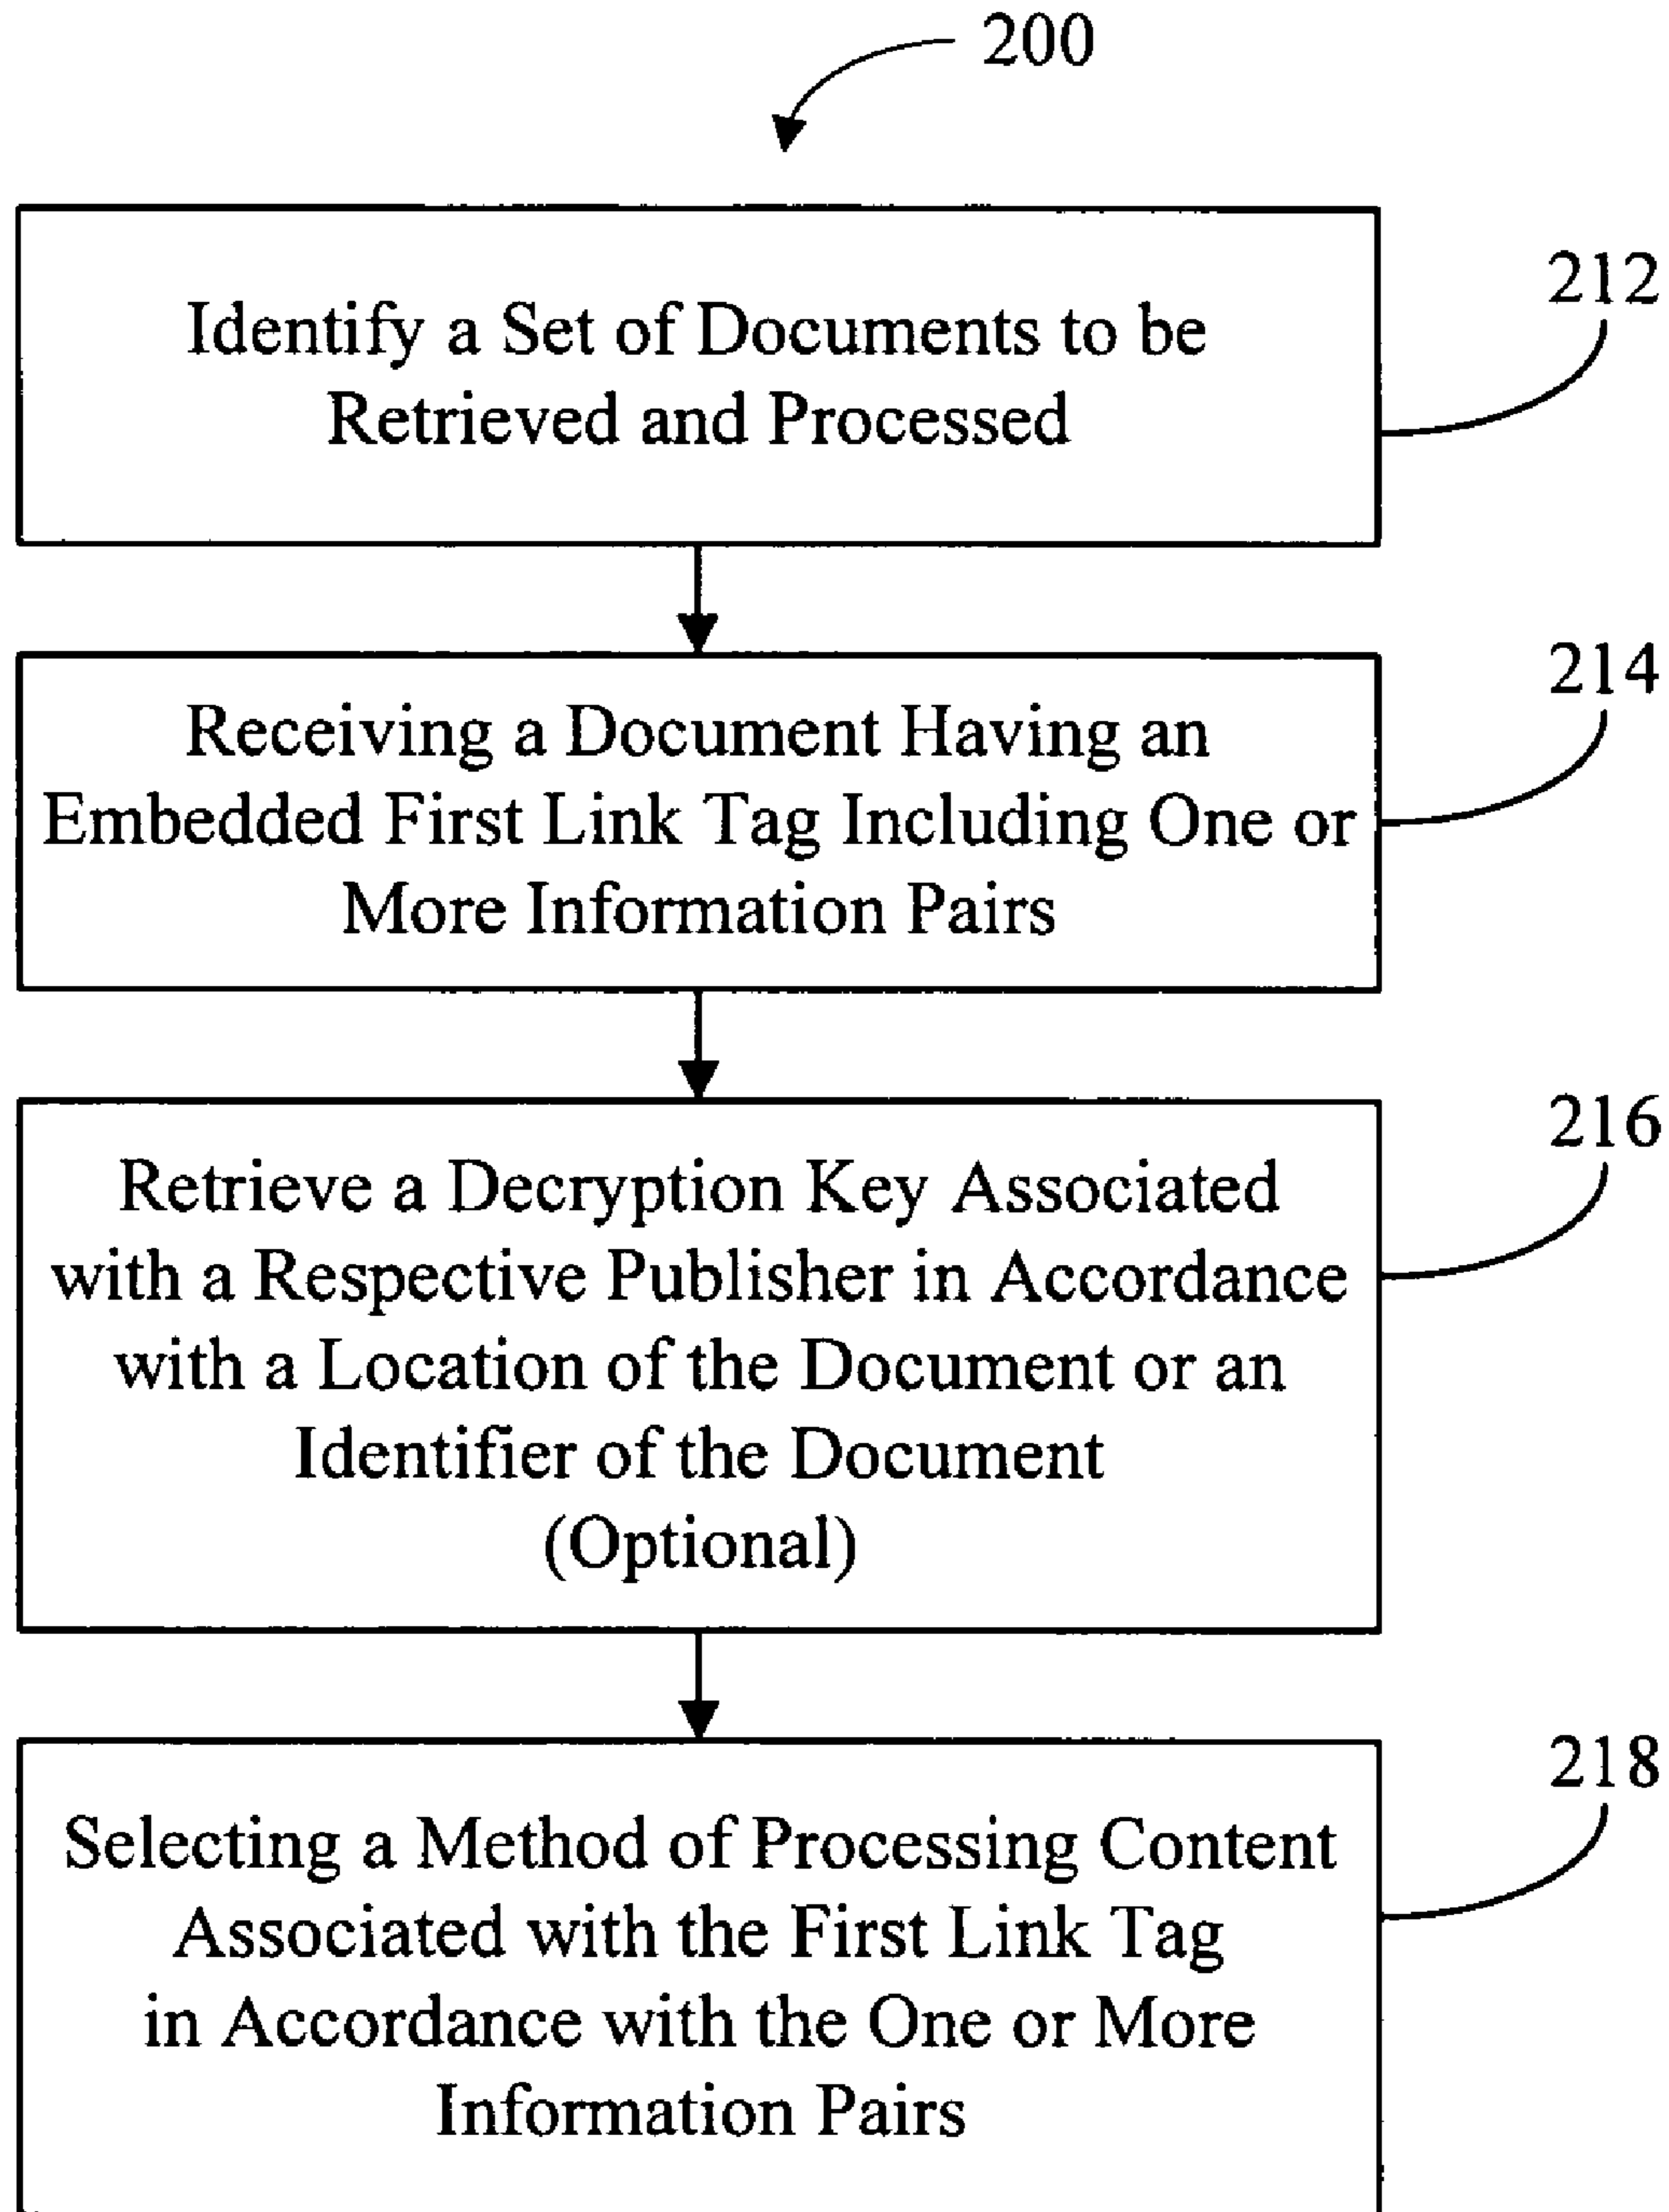 200
212
Identify a Set of Documents to be
Retrieved and Processed
214
Receiving a Document Having an
Embedded First Link Tag Including One or
More Information Pairs
216
Retrieve a Decryption Key Associated
with a Respective Publisher in Accordance
with a Location of the Document or an
Identifier of the Document
(Optional)
218
Selecting a Method of Processing Content
Associated with the First Link Tag
in Accordance with the One or More
Information Pairs